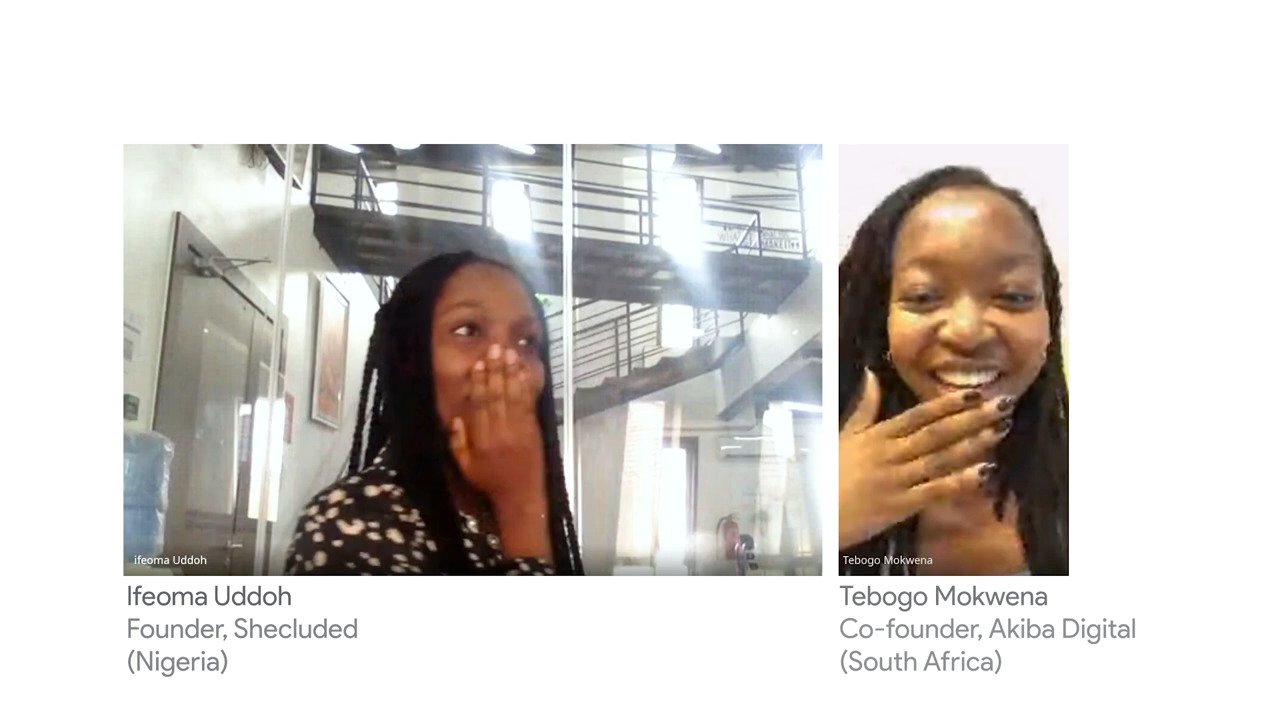 ifeoma Uddoh
Tebogo Mokwena
Ifeoma Uddoh
Founder, Shecluded
(Nigeria)
Tebogo Mokwena
Co-founder, Akiba Digital
(South Africa)